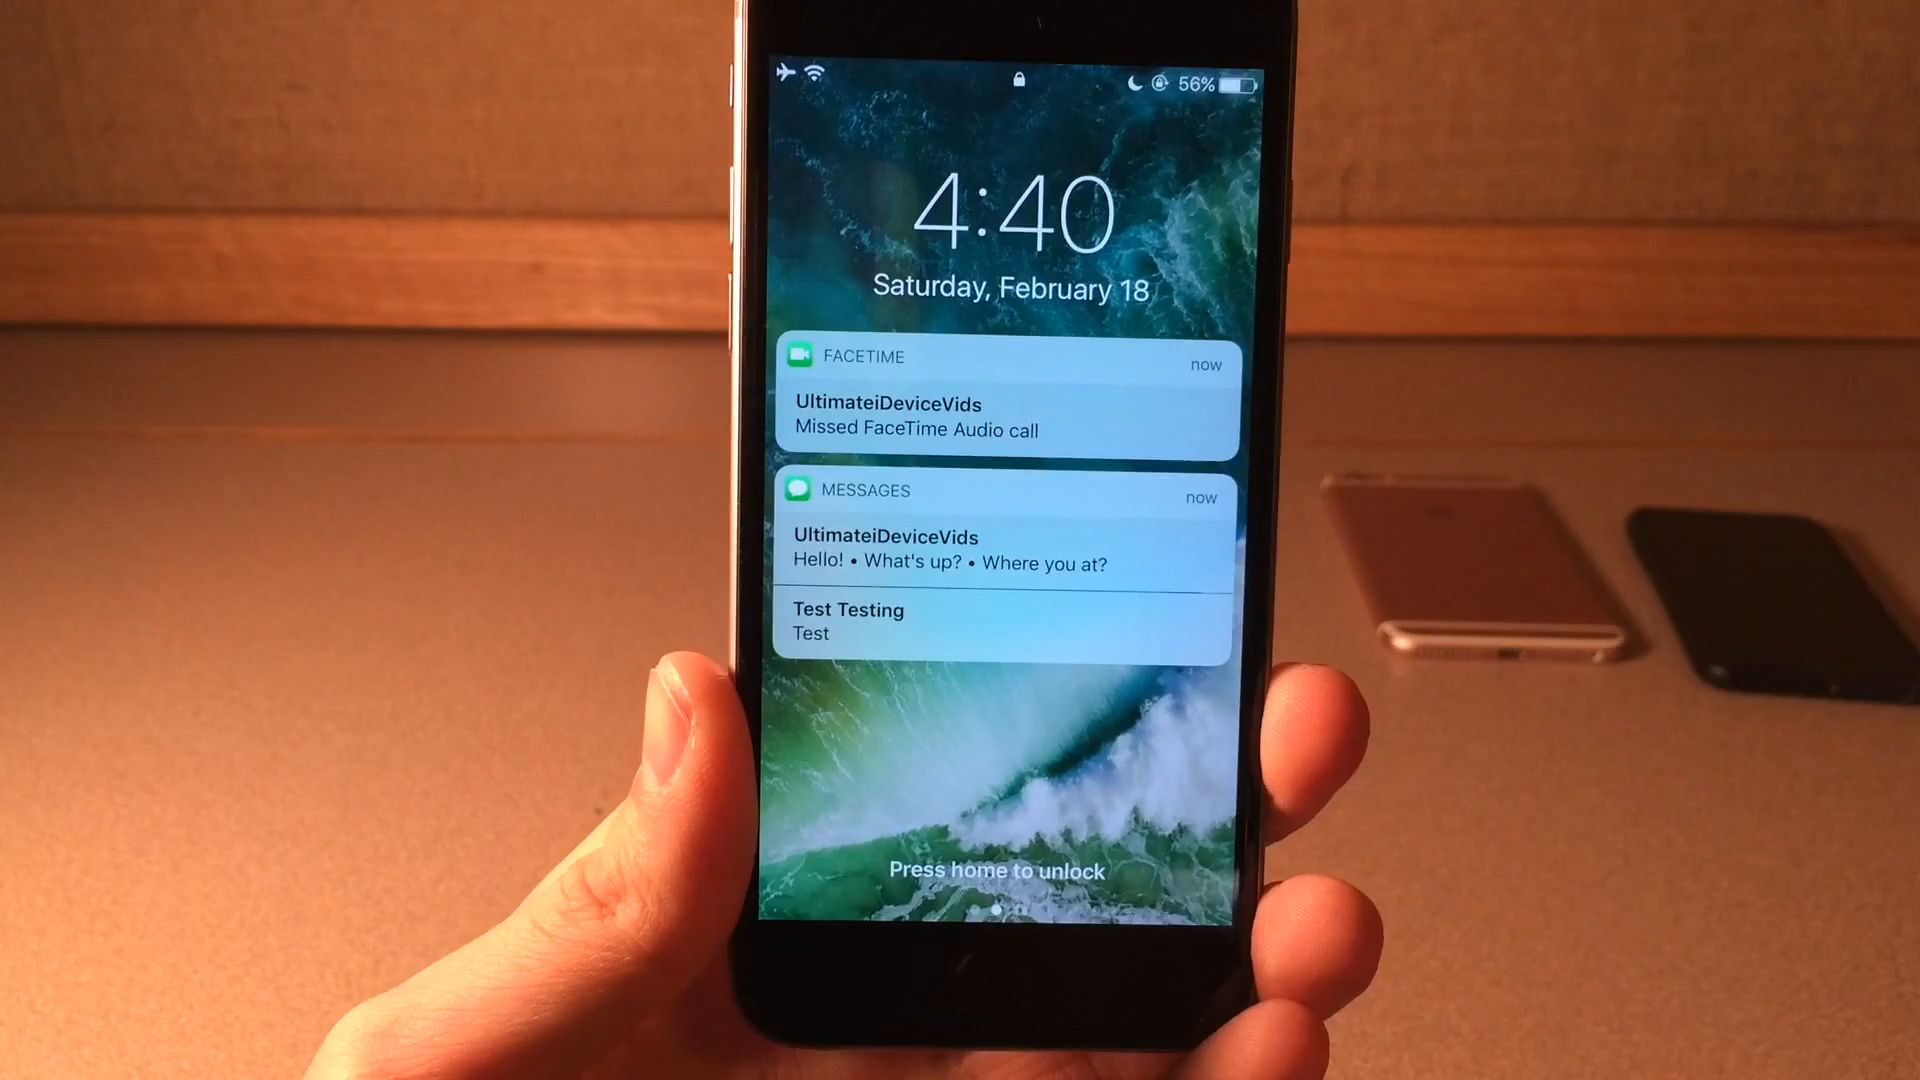 56%
4:40
Saturday, February 18
FACETIME
now
UltimateiDeviceVids
Missed FaceTime Audio call
MESSAGES
now
UltimateiDeviceVids
Hello! • What's up? • Where you at?
Test Testing
Test
Press home to unlock